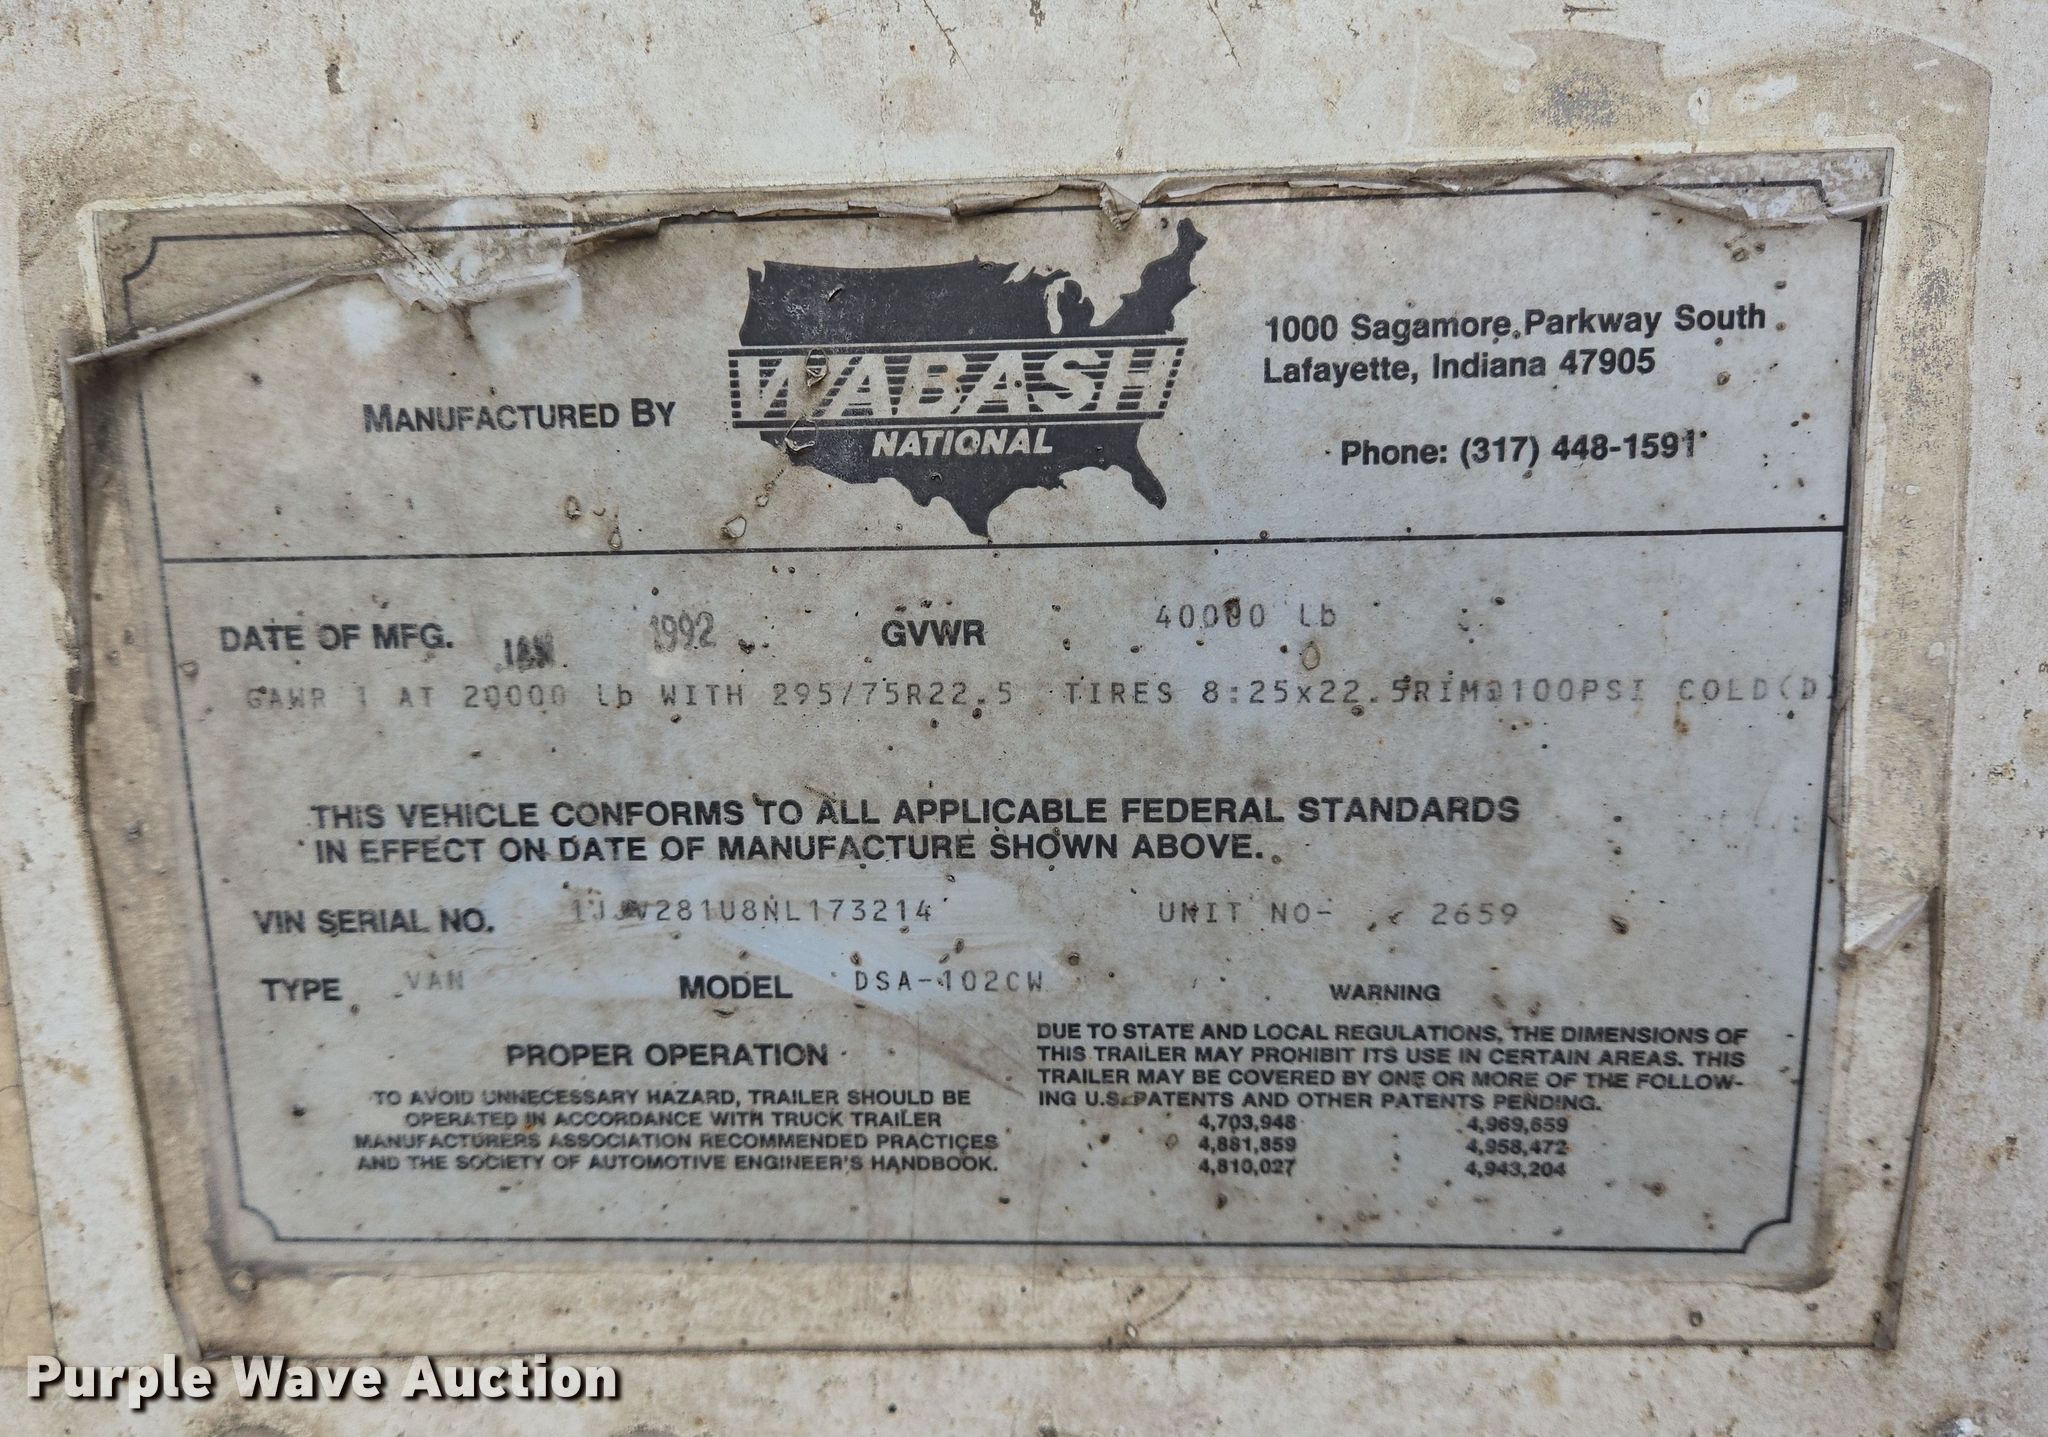 MANUFACTURED BY
WABASH
NATIONAL
1000 Sagamore Parkway South
Lafayette, Indiana 47905
Phone: (317) 448-1591
DATE OF MFG. JAN 1992 GVWR 40000 lb
GAWR 1 AT 20000 lb WITH 295/75R22.5 TIRES 8:25x22.5RIM@100PSI COLD(D)
THIS VEHICLE CONFORMS TO ALL APPLICABLE FEDERAL STANDARDS
IN EFFECT ON DATE OF MANUFACTURE SHOWN ABOVE.
VIN SERIAL NO. 1JJV281U8NL173214 UNIT NO- 2659
TYPE VAN MODEL DSA-102CW
PROPER OPERATION
TO AVOID UNNECESSARY HAZARD, TRAILER SHOULD BE
OPERATED IN ACCORDANCE WITH TRUCK TRAILER
MANUFACTURERS ASSOCIATION RECOMMENDED PRACTICES
AND THE SOCIETY OF AUTOMOTIVE ENGINEER'S HANDBOOK.
WARNING
DUE TO STATE AND LOCAL REGULATIONS, THE DIMENSIONS OF
THIS TRAILER MAY PROHIBIT ITS USE IN CERTAIN AREAS. THIS
TRAILER MAY BE COVERED BY ONE OR MORE OF THE FOLLOW-
ING U.S. PATENTS AND OTHER PATENTS PENDING.
4,703,948 4,969,659
4,881,859 4,958,472
4,810,027 4,943,204
Purple Wave Auction